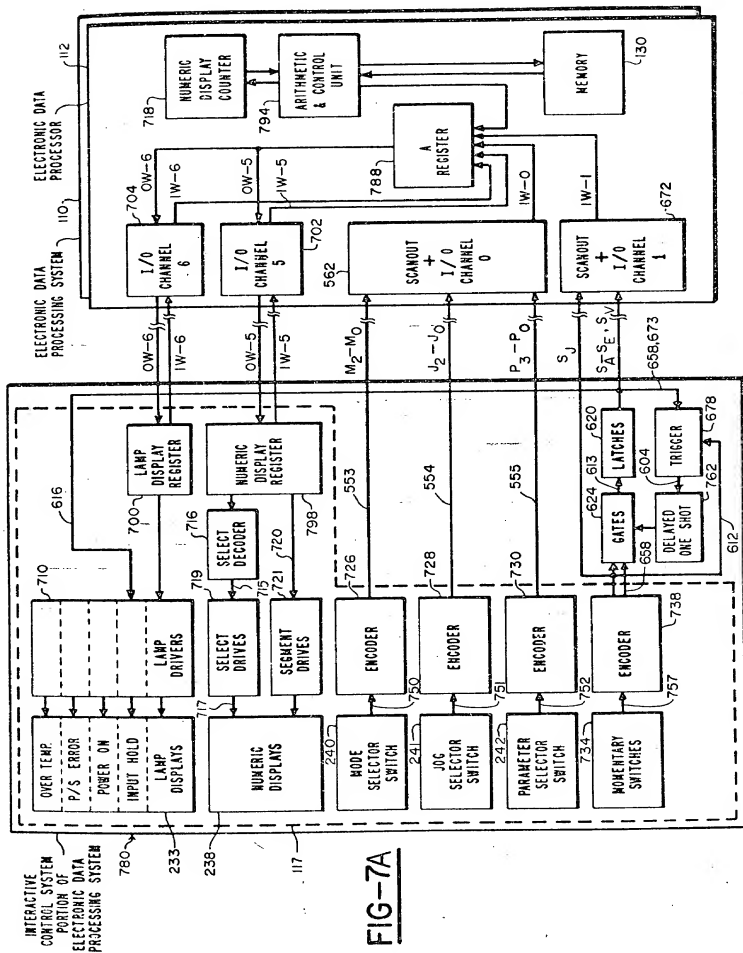 ELECTRONIC DATA
PROCESSING SYSTEM
110
ELECTRONIC DATA
PROCESSOR
112
718
NUMERIC
DISPLAY
COUNTER
794
ARITHMETIC
& CONTROL
UNIT
MEMORY
130
A
REGISTER
788
OW-6
IW-6
OW-5
IW-5
IW-0
IW-1
704
I/O
CHANNEL
6
I/O
CHANNEL
5
702
562
SCANOUT
+
I/O CHANNEL
0
SCANOUT
+
I/O CHANNEL
1
672
OW-6
IW-6
OW-5
IW-5
M2-M0
J2-J0
P3-P0
SJ
SA-SE, SV
658,673
616
LAMP
DISPLAY
REGISTER
700
NUMERIC
DISPLAY
REGISTER
798
716
SELECT
DECODER
720
553
554
555
613
620
LATCHES
624
GATES
604
678
TRIGGER
DELAYED
ONE SHOT
762
612
658
710
LAMP
DRIVERS
719
SELECT
DRIVES
715
SEGMENT
DRIVES
721
726
ENCODER
728
ENCODER
730
ENCODER
ENCODER
738
OVER TEMP.
P/S ERROR
POWER ON
INPUT HOLD
LAMP
DISPLAYS
717
NUMERIC
DISPLAYS
240
MODE
SELECTOR
SWITCH
750
241
JOG
SELECTOR
SWITCH
751
242
PARAMETER
SELECTOR
SWITCH
752
734
MOMENTARY
SWITCHES
757
INTERACTIVE
CONTROL SYSTEM
PORTION OF
ELECTRONIC DATA
PROCESSING SYSTEM
780
233
238
117
FIG-7A